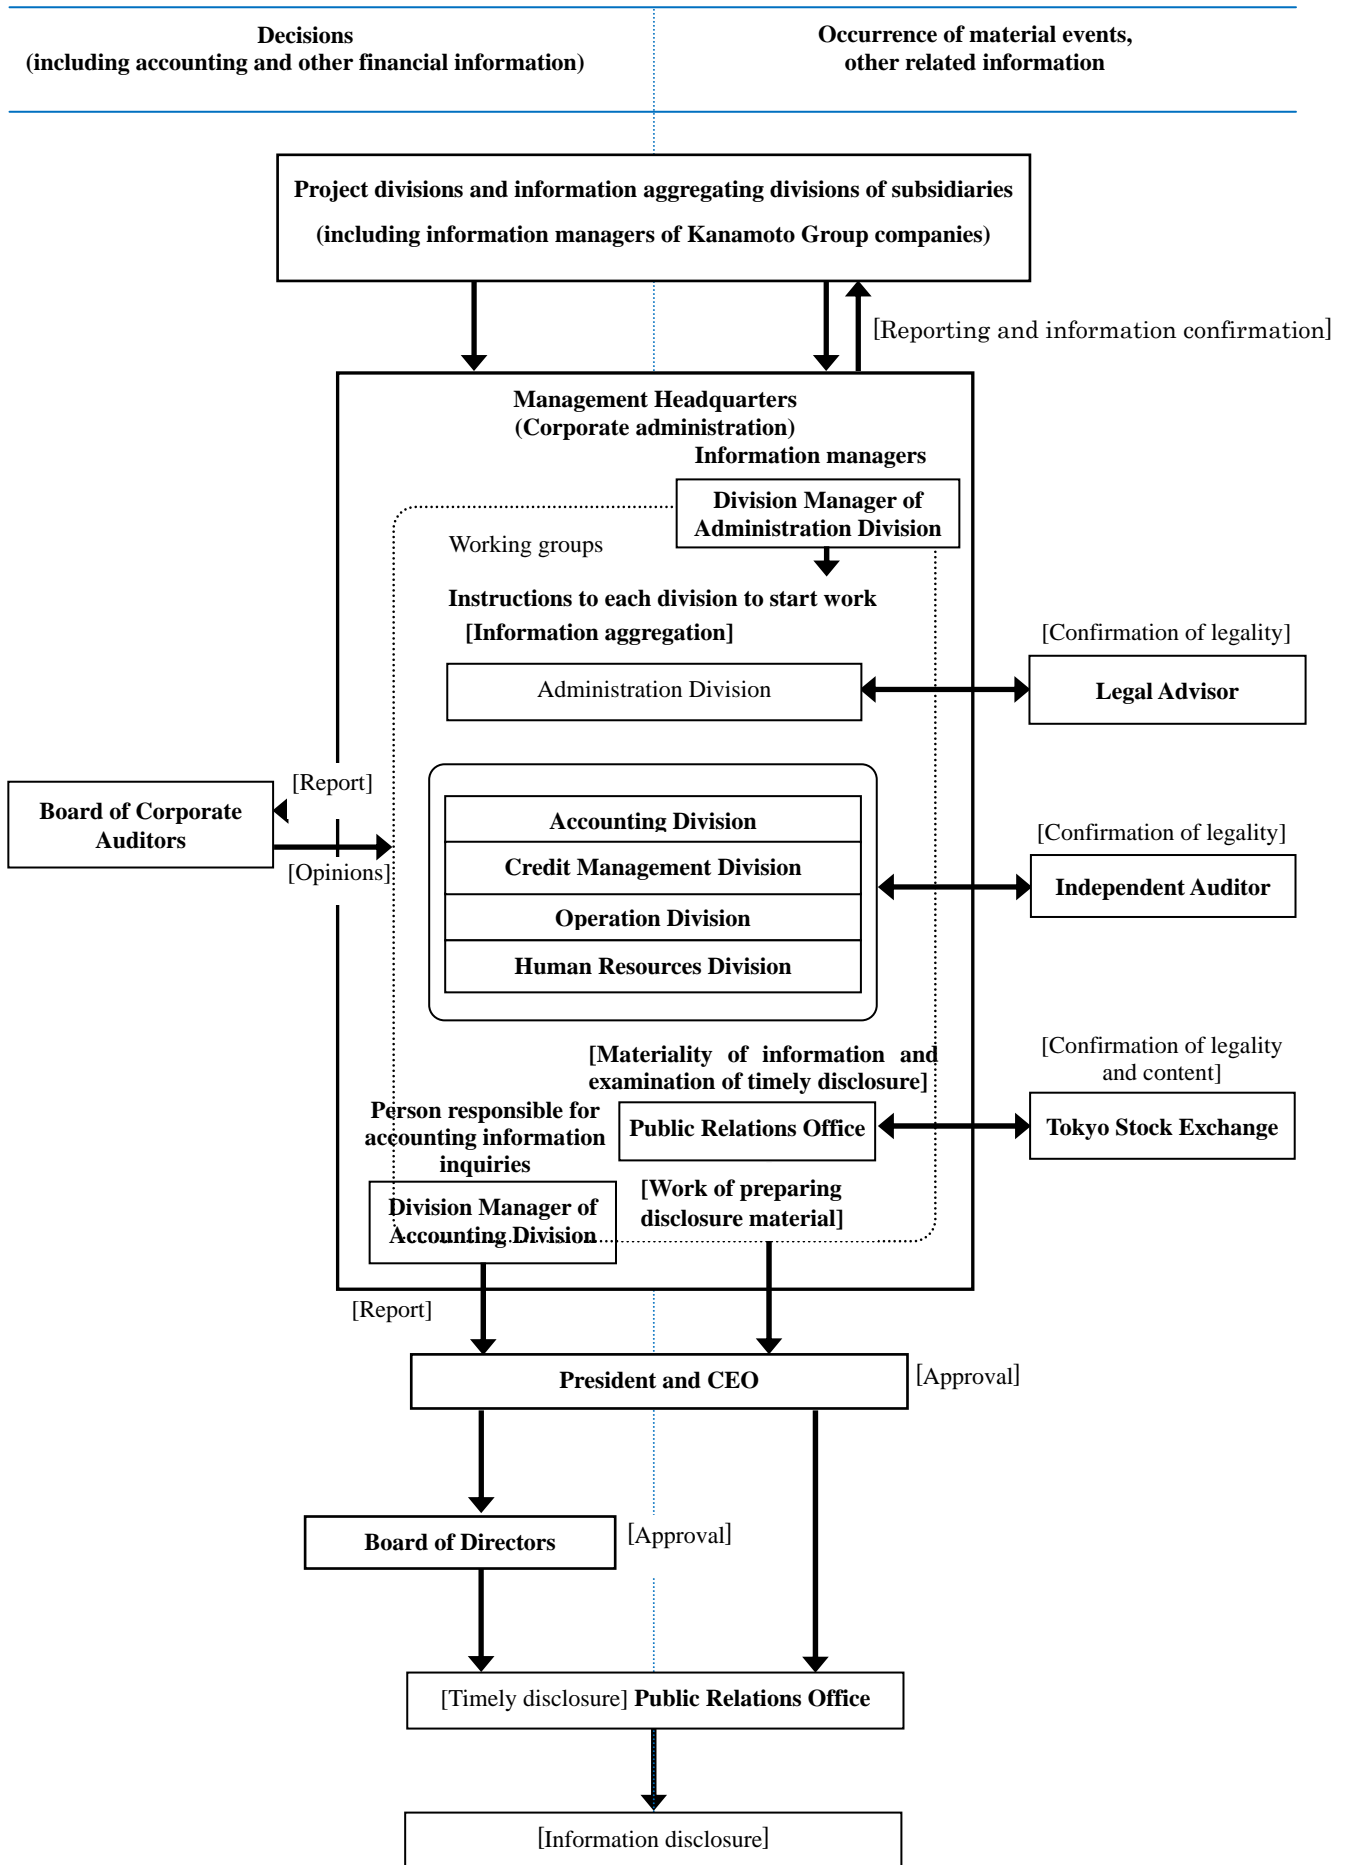 Decisions
(including accounting and other financial information)
Occurrence of material events,
other related information
Project divisions and information aggregating divisions of subsidiaries
(including information managers of Kanamoto Group companies)
[Reporting and information confirmation]
Management Headquarters
(Corporate administration)
Information managers
Division Manager of
Administration Division
Working groups
Instructions to each division to start work
[Information aggregation]
[Confirmation of legality]
Administration Division
Legal Advisor
[Report]
Board of Corporate
Auditors
[Opinions]
Accounting Division
Credit Management Division
Operation Division
Human Resources Division
[Confirmation of legality]
Independent Auditor
[Materiality of information and
examination of timely disclosure]
[Confirmation of legality
and content]
Person responsible for
accounting information
inquiries
Public Relations Office
Tokyo Stock Exchange
Division Manager of
Accounting Division
[Work of preparing
disclosure material]
[Report]
President and CEO
[Approval]
Board of Directors
[Approval]
[Timely disclosure] Public Relations Office
[Information disclosure]